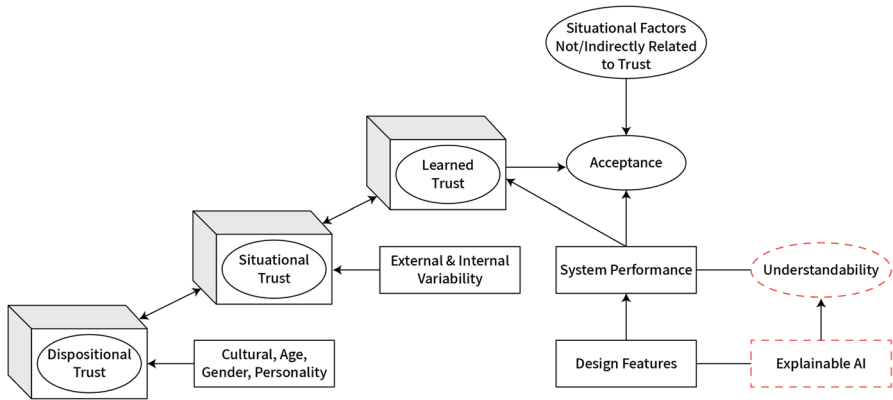 Situational Factors
Not/Indirectly Related
to Trust
Learned
Trust
Acceptance
Situational
Trust
External & Internal
Variability
System Performance
Understandability
Dispositional
Trust
Cultural, Age,
Gender, Personality
Design Features
Explainable AI